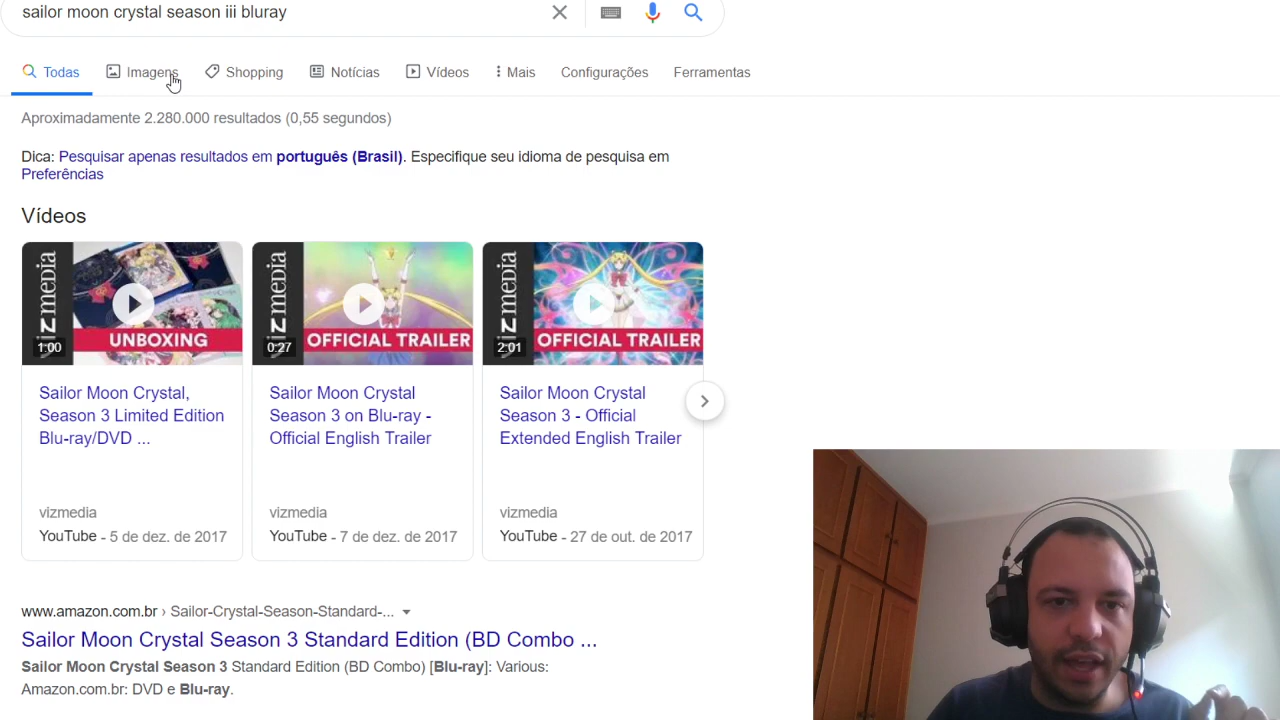 sailor moon crystal season iii bluray
Todas Imagens Shopping Notícias Vídeos Mais Configurações Ferramentas
Aproximadamente 2.280.000 resultados (0,55 segundos)
Dica: Pesquisar apenas resultados em português (Brasil). Especifique seu idioma de pesquisa em
Preferências
Vídeos
viz media
UNBOXING
1:00
viz media
OFFICIAL TRAILER
0:27
viz media
OFFICIAL TRAILER
2:01
Sailor Moon Crystal,
Season 3 Limited Edition
Blu-ray/DVD ...
vizmedia
YouTube - 5 de dez. de 2017
Sailor Moon Crystal
Season 3 on Blu-ray -
Official English Trailer
vizmedia
YouTube - 7 de dez. de 2017
Sailor Moon Crystal
Season 3 - Official
Extended English Trailer
vizmedia
YouTube - 27 de out. de 2017
www.amazon.com.br › Sailor-Crystal-Season-Standard-...
Sailor Moon Crystal Season 3 Standard Edition (BD Combo ...
Sailor Moon Crystal Season 3 Standard Edition (BD Combo) [Blu-ray]: Various:
Amazon.com.br: DVD e Blu-ray.